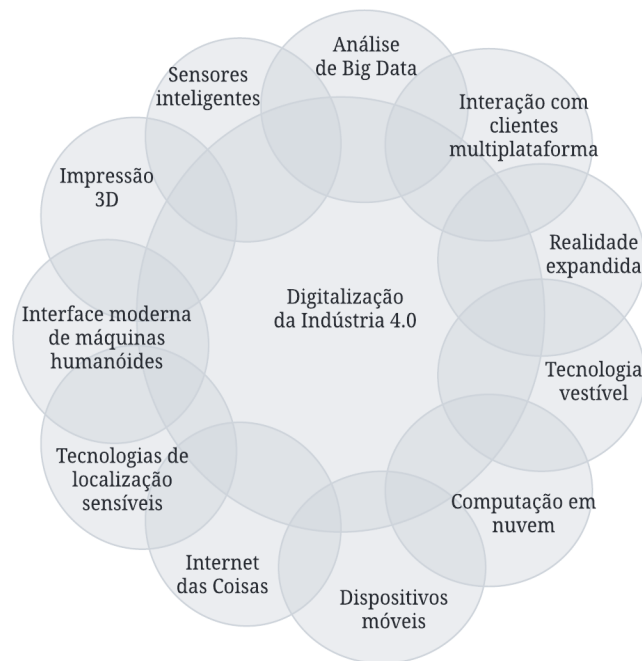 Análise
de Big Data
Interação com
clientes
multiplataforma
Realidade
expandida
Tecnologia
vestível
Computação em
nuvem
Dispositivos
móveis
Internet
das Coisas
Tecnologias de
localização
sensíveis
Interface moderna
de máquinas
humanóides
Impressão
3D
Sensores
inteligentes
Digitalização
da Indústria 4.0